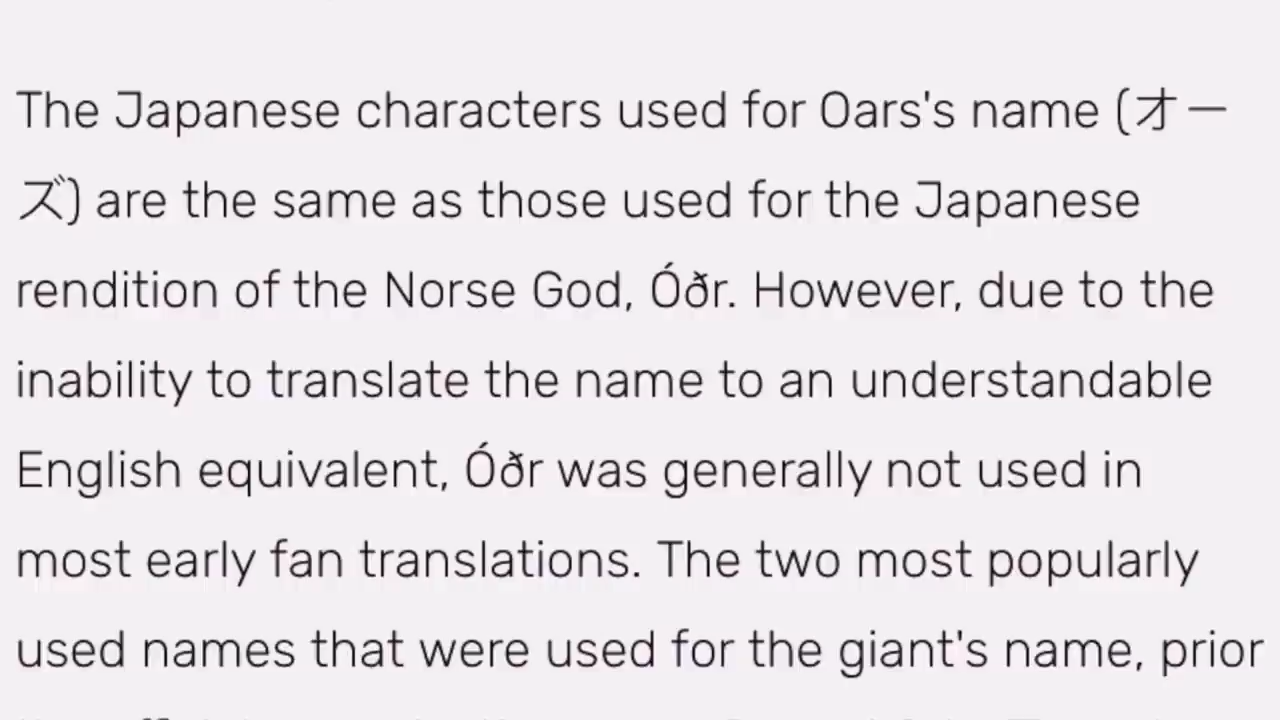 The Japanese characters used for Oars's name (オー
ズ) are the same as those used for the Japanese
rendition of the Norse God, Óðr. However, due to the
inability to translate the name to an understandable
English equivalent, Óðr was generally not used in
most early fan translations. The two most popularly
used names that were used for the giant's name, prior